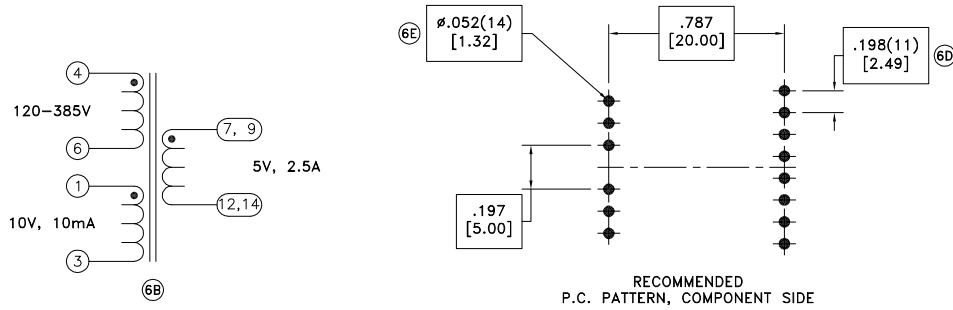 4
120-385V
6
1
10V, 10mA
3
7, 9
5V, 2.5A
12,14
6B
6E
ø.052(14)
[1.32]
.787
[20.00]
.198(11)
[2.49]
6D
.197
[5.00]
RECOMMENDED
P.C. PATTERN, COMPONENT SIDE